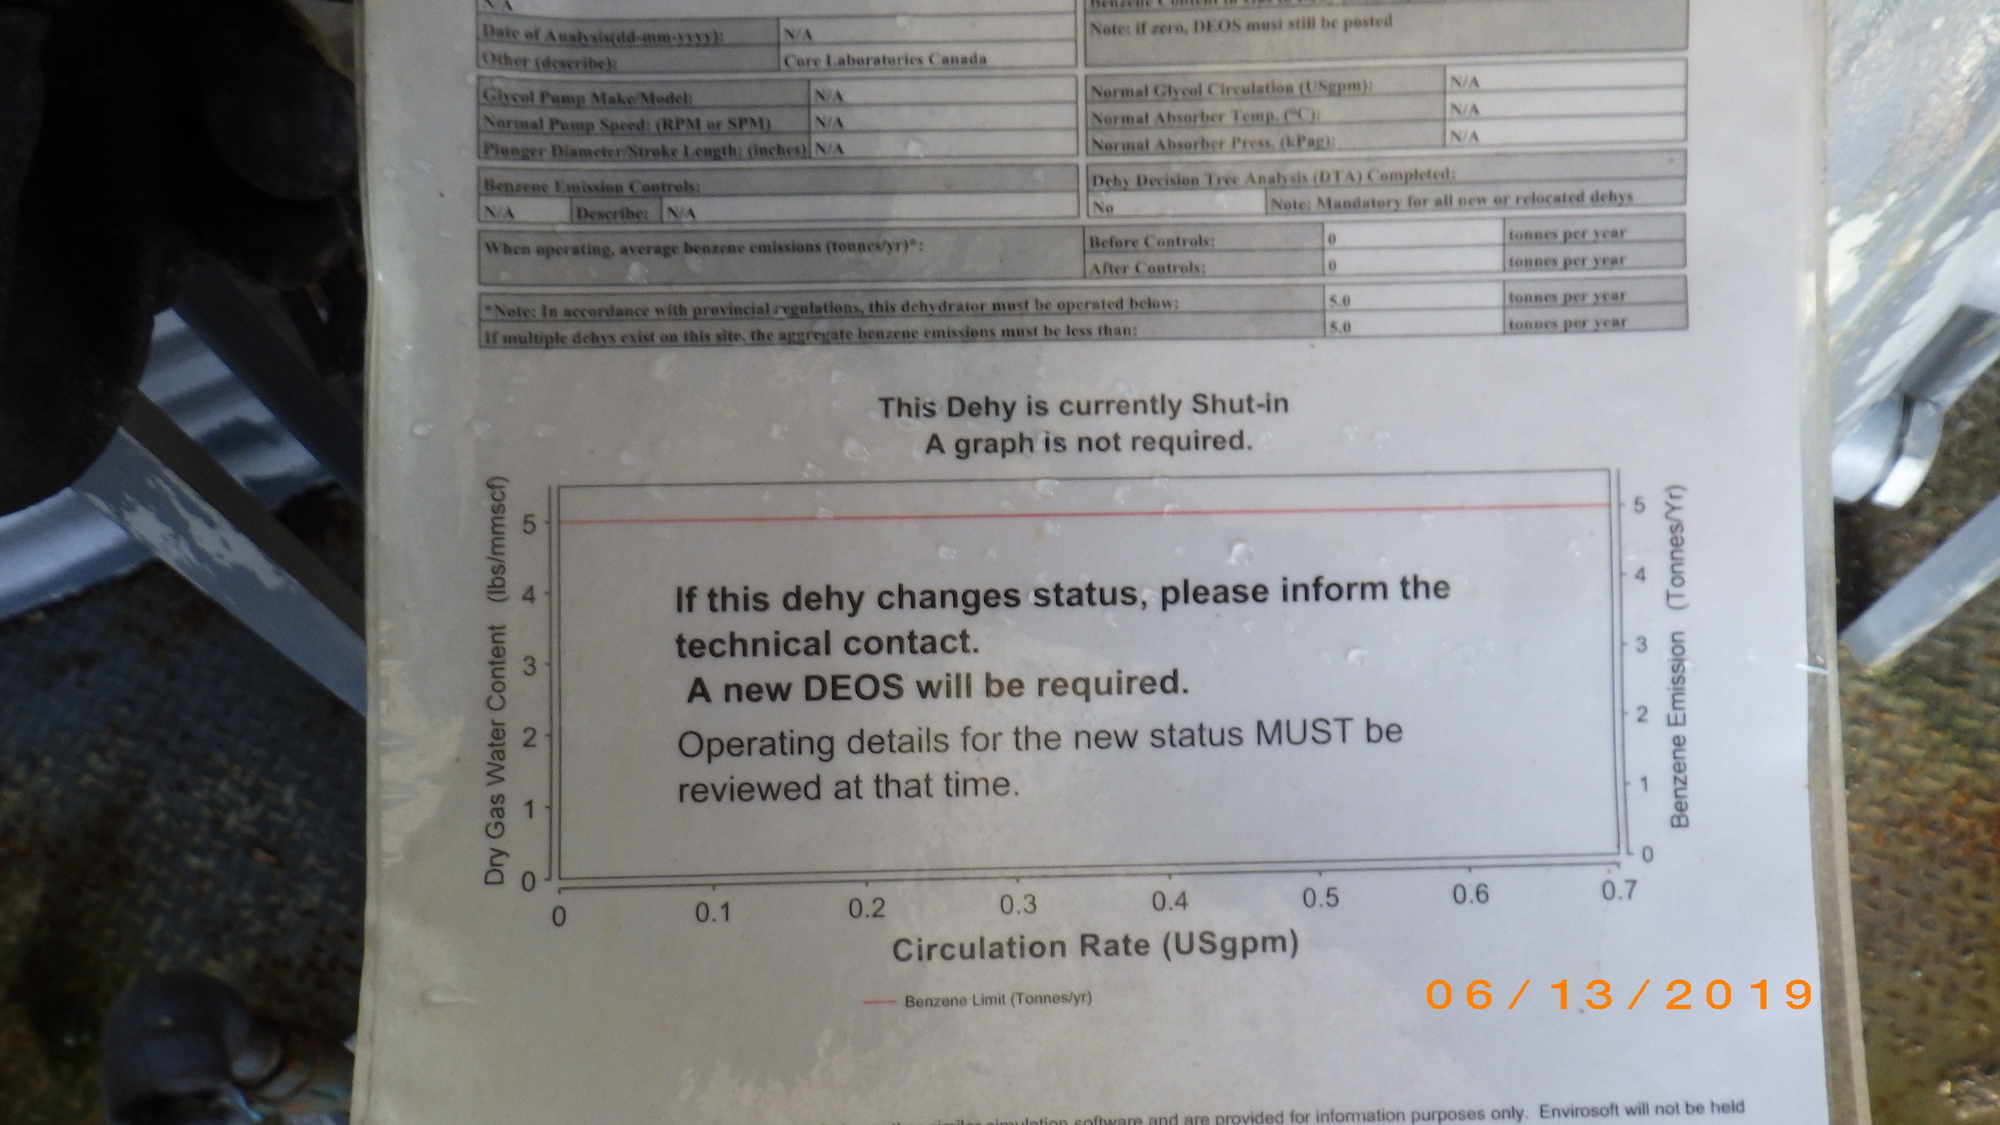 N/A
Note: if zero, DEOS must still be posted
Date of Analysis(dd-mm-yyyy): N/A
Other (describe): Core Laboratories Canada
Glycol Pump Make/Model: N/A
Normal Pump Speed: (RPM or SPM) N/A
Plunger Diameter/Stroke Length: (inches) N/A
Normal Glycol Circulation (USgpm): N/A
Normal Absorber Temp. (°C): N/A
Normal Absorber Press. (kPag): N/A
Benzene Emission Controls:
N/A Describe: N/A
Dehy Decision Tree Analysis (DTA) Completed:
No Note: Mandatory for all new or relocated dehys
When operating, average benzene emissions (tonnes/yr)*:
Before Controls: 0 tonnes per year
After Controls: 0 tonnes per year
*Note: In accordance with provincial regulations, this dehydrator must be operated below: 5.0 tonnes per year
If multiple dehys exist on this site, the aggregate benzene emissions must be less than: 5.0 tonnes per year
This Dehy is currently Shut-in
A graph is not required.
Dry Gas Water Content (lbs/mmscf)
5
4
3
2
1
0
If this dehy changes status, please inform the
technical contact.
A new DEOS will be required.
Operating details for the new status MUST be
reviewed at that time.
5
4
3
2
1
0
Benzene Emission (Tonnes/Yr)
0 0.1 0.2 0.3 0.4 0.5 0.6 0.7
Circulation Rate (USgpm)
Benzene Limit (Tonnes/yr)
06/13/2019
simulation software and are provided for information purposes only. Envirosoft will not be held